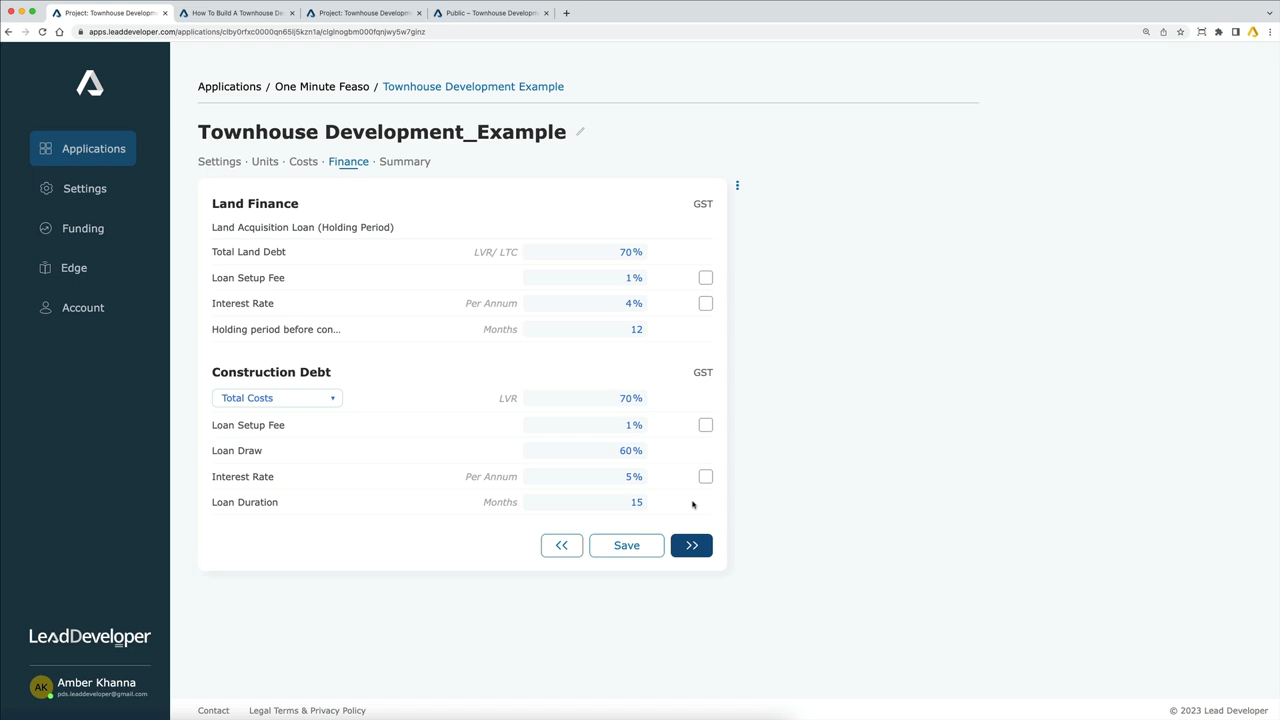 Project: Townhouse Developm
How To Build A Townhouse De
Project: Townhouse Developm
Public – Townhouse Developm
apps.leaddeveloper.com/applications/clby0rfxc0000qn65lj5kzn1a/clglnogbm000fqnjwy5w7ginz
Applications / One Minute Feaso / Townhouse Development Example
Townhouse Development_Example
Settings · Units · Costs · Finance · Summary
Applications
Settings
Funding
Edge
Account
Land Finance GST
Land Acquisition Loan (Holding Period)
Total Land Debt LVR/ LTC 70%
Loan Setup Fee 1%
Interest Rate Per Annum 4%
Holding period before con... Months 12
Construction Debt GST
Total Costs LVR 70%
Loan Setup Fee 1%
Loan Draw 60%
Interest Rate Per Annum 5%
Loan Duration Months 15
<< Save >>
LeadDeveloper
AK Amber Khanna
pds.leaddeveloper@gmail.com
Contact Legal Terms & Privacy Policy © 2023 Lead Developer